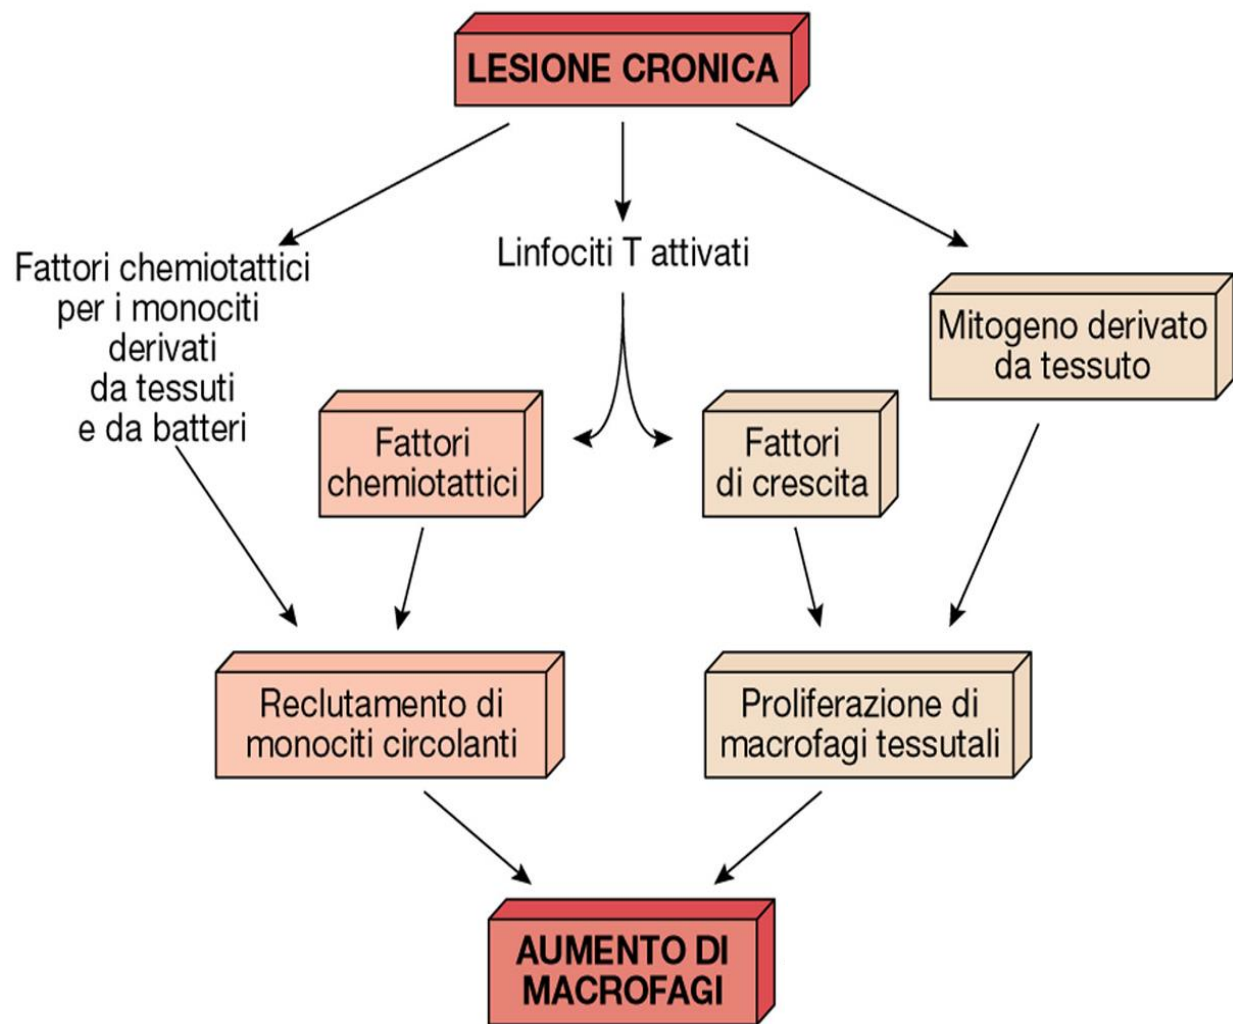 LESIONE CRONICA
Fattori chemiotattici
per i monociti
derivati
da tessuti
e da batteri
Linfociti T attivati
Mitogeno derivato
da tessuto
Fattori
chemiotattici
Fattori
di crescita
Reclutamento di
monociti circolanti
Proliferazione di
macrofagi tessutali
AUMENTO DI
MACROFAGI